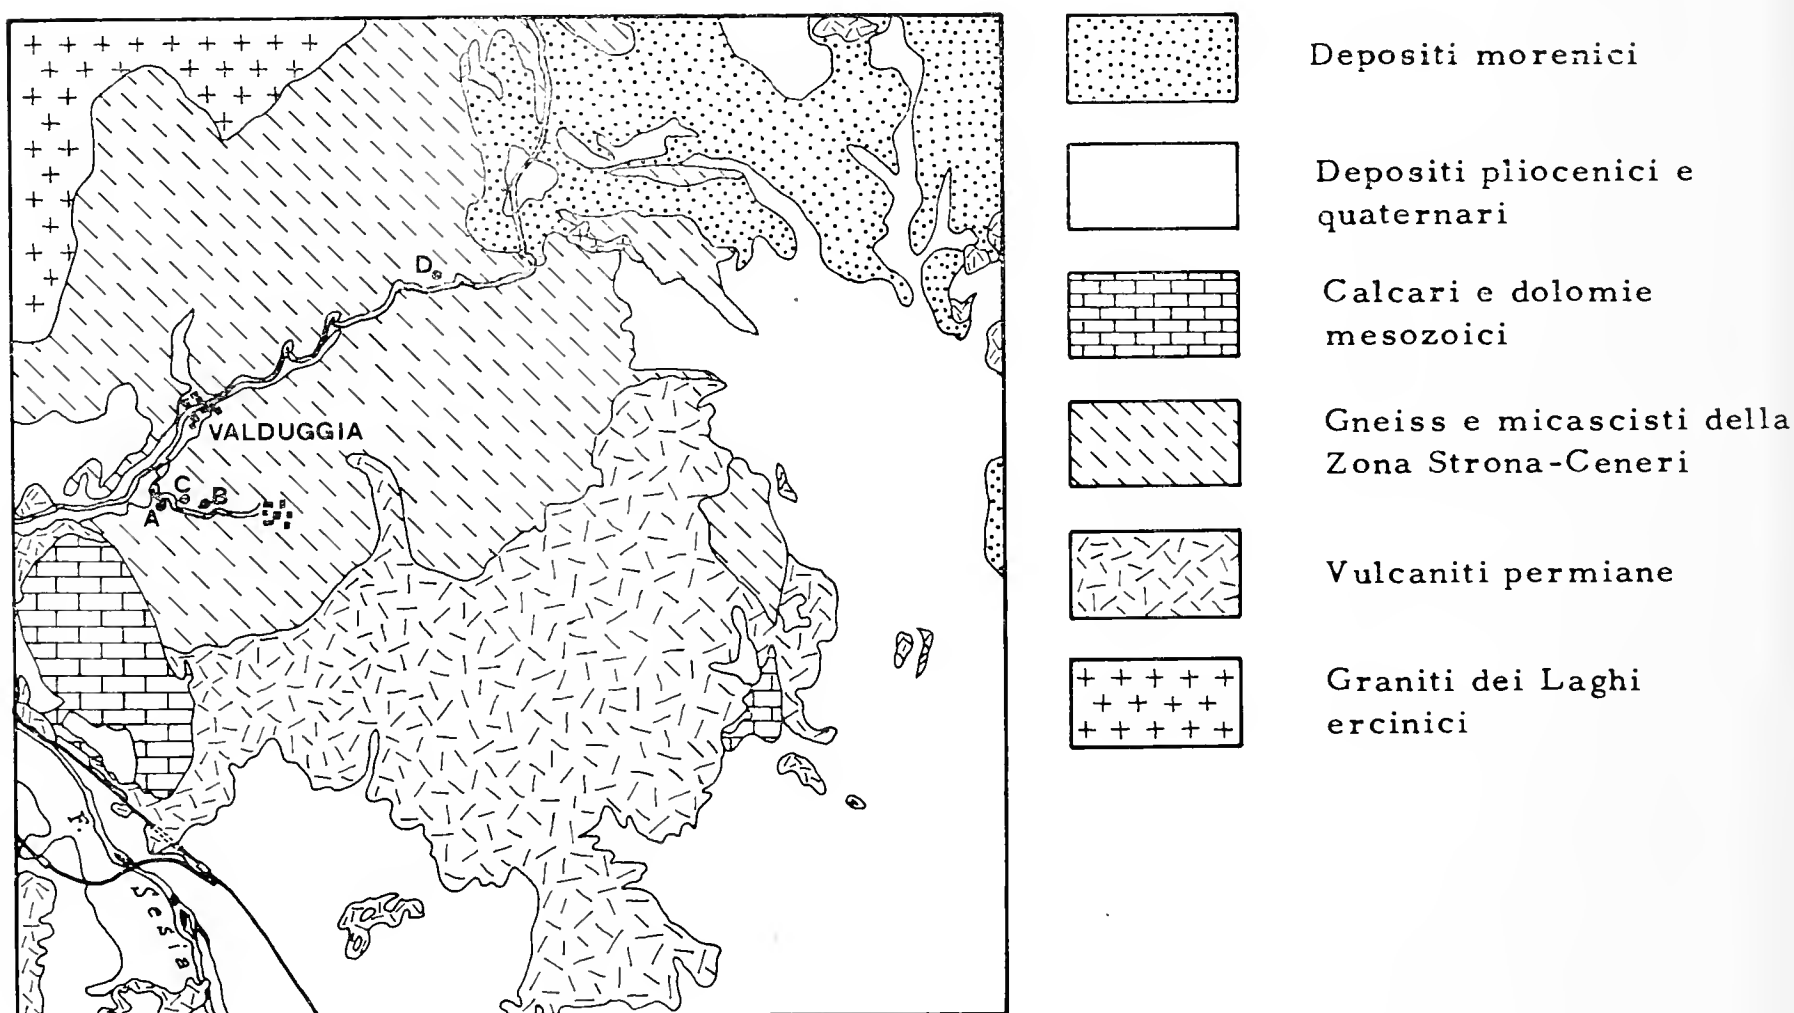 D
VALDUGGIA
C
B
A
F.
Sesia
Depositi morenici
Depositi pliocenici e
quaternari
Calcari e dolomie
mesozoici
Gneiss e micascisti della
Zona Strona-Ceneri
Vulcaniti permiane
Graniti dei Laghi
ercinici